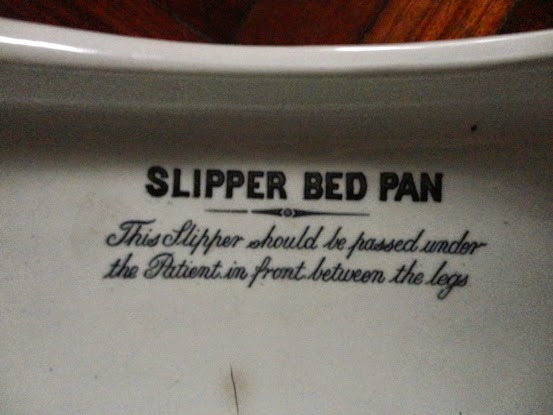 SLIPPER BED PAN
This Slipper should be passed under
the Patient in front between the legs